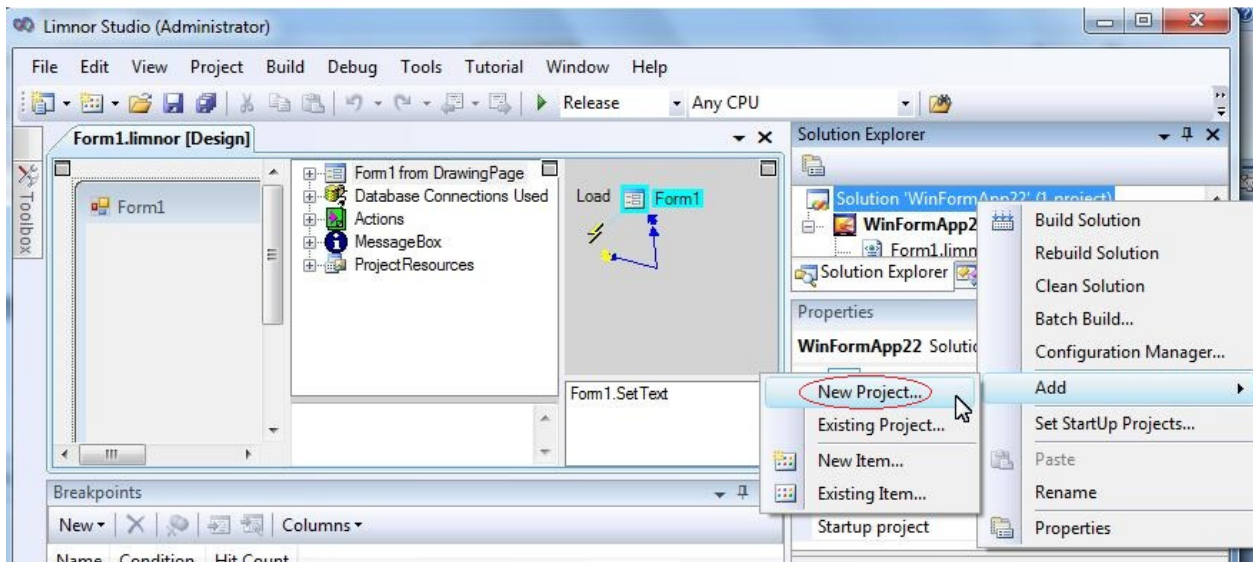 Limnor Studio (Administrator)
File Edit View Project Build Debug Tools Tutorial Window Help
Release Any CPU
Form1.limnor [Design]
Toolbox
Form1
Form1 from DrawingPage
Database Connections Used
Actions
MessageBox
ProjectResources
Load Form1
Form1.SetText
Solution Explorer
Solution 'WinFormApp22' (1 project)
WinFormApp2
Form1.limn
Solution Explorer
Properties
WinFormApp22 Solutio
Build Solution
Rebuild Solution
Clean Solution
Batch Build...
Configuration Manager...
Add
Set StartUp Projects...
Paste
Rename
Properties
New Project...
Existing Project...
New Item...
Existing Item...
Startup project
Breakpoints
New Columns
Name Condition Hit Count